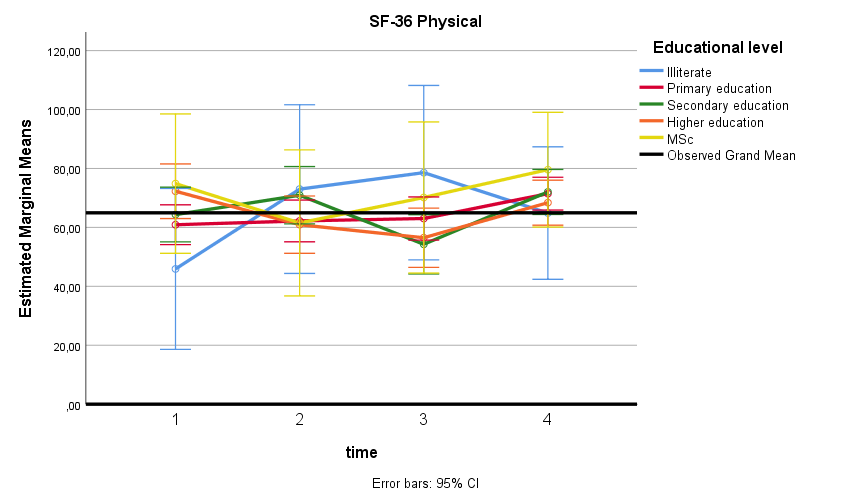 SF-36 Physical
Estimated Marginal Means
120,00
100,00
80,00
60,00
40,00
20,00
,00
1 2 3 4
time
Educational level
Illiterate
Primary education
Secondary education
Higher education
MSc
Observed Grand Mean
Error bars: 95% CI